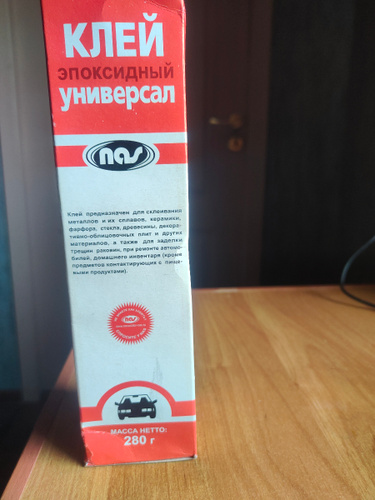 КЛЕЙ
эпоксидный
универсал
nas
Клей предназначен для склеивания
металлов и их сплавов, керамики,
фарфора, стекла, древесины, декора-
тивно-облицовочных плит и других
материалов, а также для заделки
трещин раковин, при ремонте автомо-
билей, домашнего инвентаря (кроме
предметов контактирующих с пище-
выми продуктами).
nas
МАССА НЕТТО:
280 г